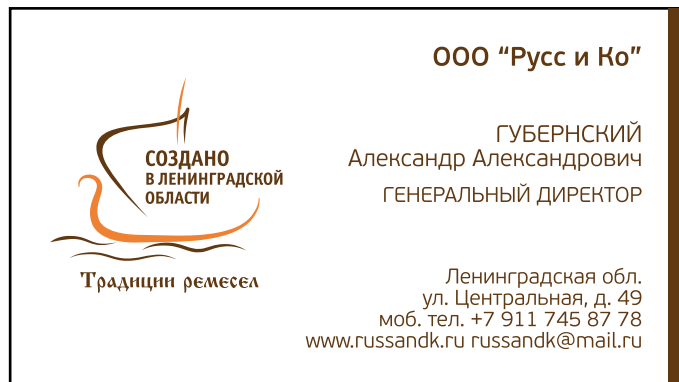 ООО “Русс и Ко”
ГУБЕРНСКИЙ
Александр Александрович
ГЕНЕРАЛЬНЫЙ ДИРЕКТОР
СОЗДАНО
В ЛЕНИНГРАДСКОЙ
ОБЛАСТИ
Традиции ремесел
Ленинградская обл.
ул. Центральная, д. 49
моб. тел. +7 911 745 87 78
www.russandk.ru russandk@mail.ru